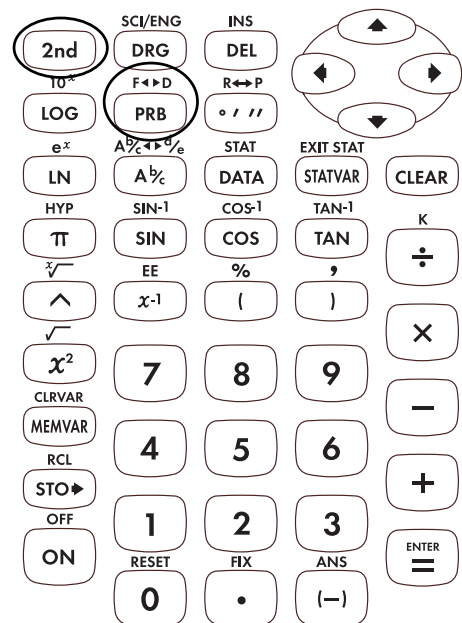 SCI/ENG INS
2nd DRG DEL
10ˣ F◄►D R↔P
LOG PRB ° ′ ″
eˣ Aᵇ/c◄►ᵈ/e STAT EXIT STAT
LN Aᵇ/c DATA STATVAR CLEAR
HYP SIN-1 COS-1 TAN-1 K
π SIN COS TAN ÷
ˣ√ EE % ,
^ x-1 ( ) ×
√
x² 7 8 9
CLRVAR
MEMVAR −
RCL 4 5 6
STO► +
OFF
ON 1 2 3 ENTER
=
RESET FIX ANS
0 . (—)